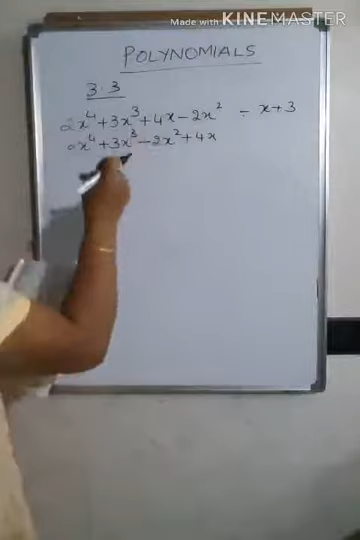 Made with KINEMASTER
POLYNOMIALS
3.3
2x⁴ + 3x³ + 4x - 2x² ÷ x + 3
2x⁴ + 3x³ - 2x² + 4x